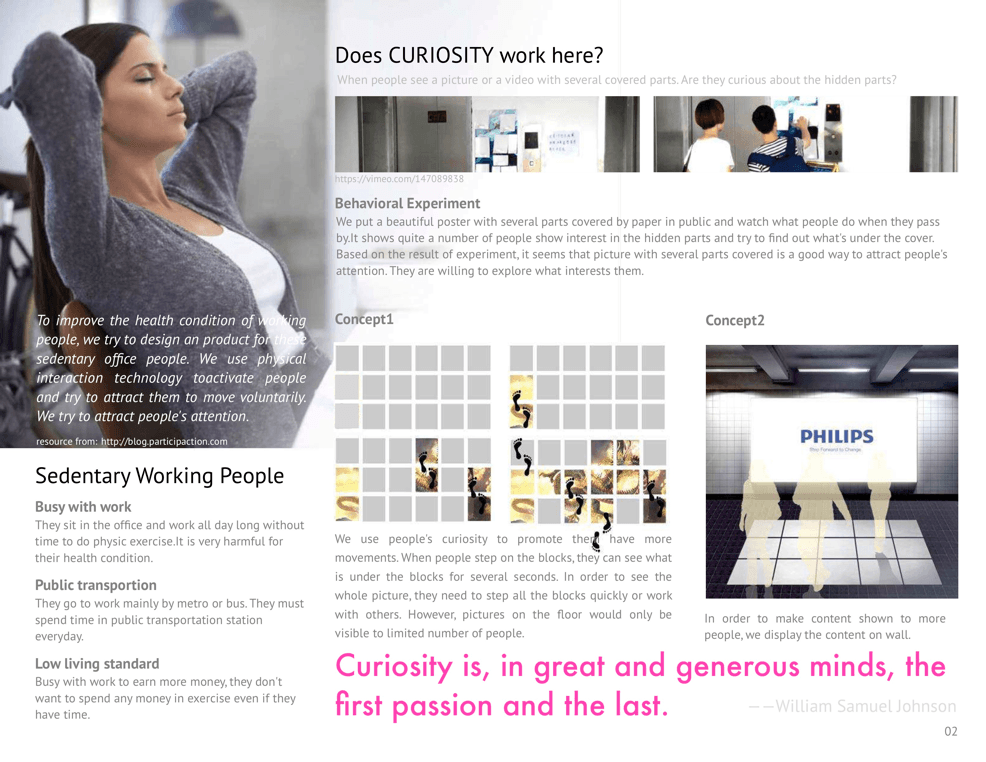 To improve the health condition of working
people, we try to design an product for these
sedentary office people. We use physical
interaction technology toactivate people
and try to attract them to move voluntarily.
We try to attract people's attention.
resource from: http://blog.participaction.com
Sedentary Working People
Busy with work
They sit in the office and work all day long without
time to do physic exercise.It is very harmful for
their health condition.
Public transportion
They go to work mainly by metro or bus. They must
spend time in public transportation station
everyday.
Low living standard
Busy with work to earn more money, they don't
want to spend any money in exercise even if they
have time.
Does CURIOSITY work here?
When people see a picture or a video with several covered parts. Are they curious about the hidden parts?
https://vimeo.com/147089838
Behavioral Experiment
We put a beautiful poster with several parts covered by paper in public and watch what people do when they pass
by.It shows quite a number of people show interest in the hidden parts and try to find out what's under the cover.
Based on the result of experiment, it seems that picture with several parts covered is a good way to attract people's
attention. They are willing to explore what interests them.
Concept1
We use people's curiosity to promote them have more
movements. When people step on the blocks, they can see what
is under the blocks for several seconds. In order to see the
whole picture, they need to step all the blocks quickly or work
with others. However, pictures on the floor would only be
visible to limited number of people.
Concept2
PHILIPS
In order to make content shown to more
people, we display the content on wall.
Curiosity is, in great and generous minds, the
first passion and the last.
——William Samuel Johnson
02